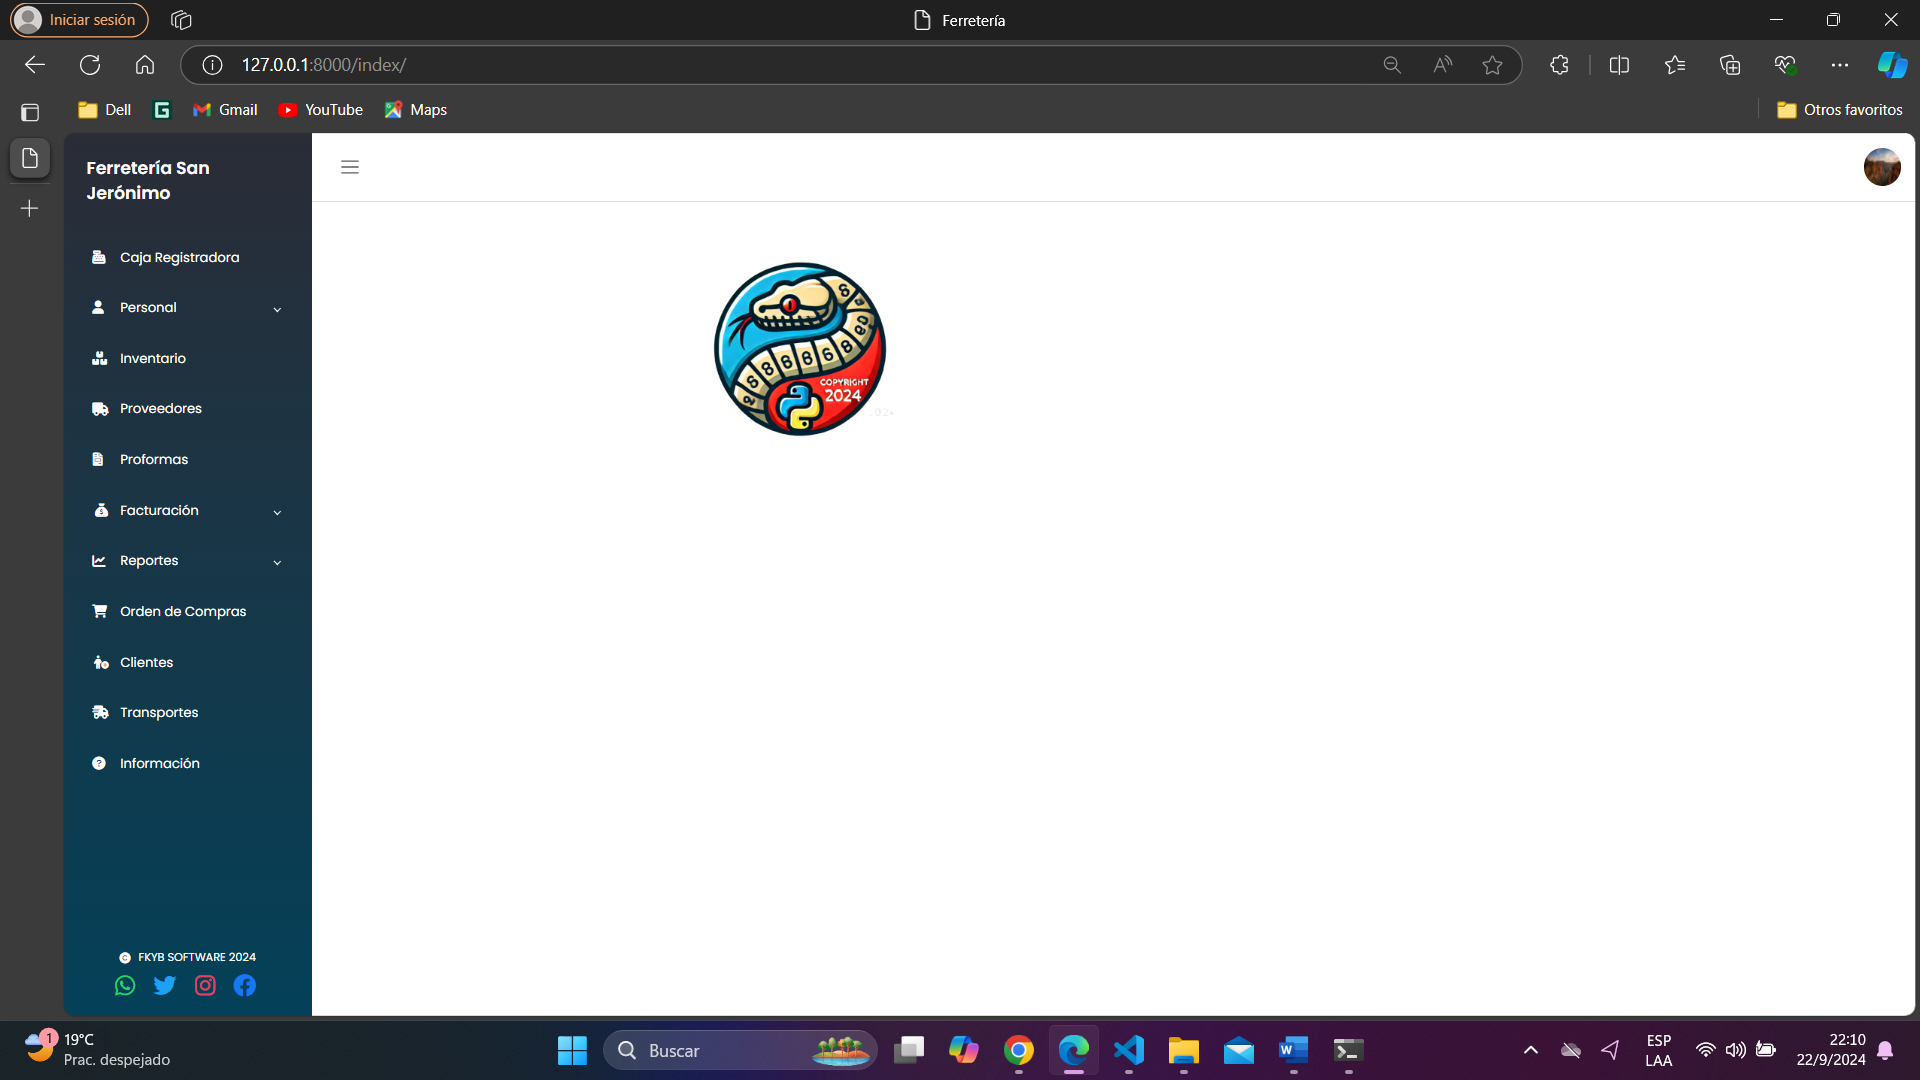 Iniciar sesión
Ferretería
127.0.0.1:8000/index/
Dell
Gmail
YouTube
Maps
Otros favoritos
Ferretería San
Jerónimo
Caja Registradora
Personal
Inventario
Proveedores
Proformas
Facturación
Reportes
Orden de Compras
Clientes
Transportes
Información
COPYRIGHT
2024
FKYB SOFTWARE 2024
1
19°C
Prac. despejado
Buscar
ESP
LAA
22:10
22/9/2024